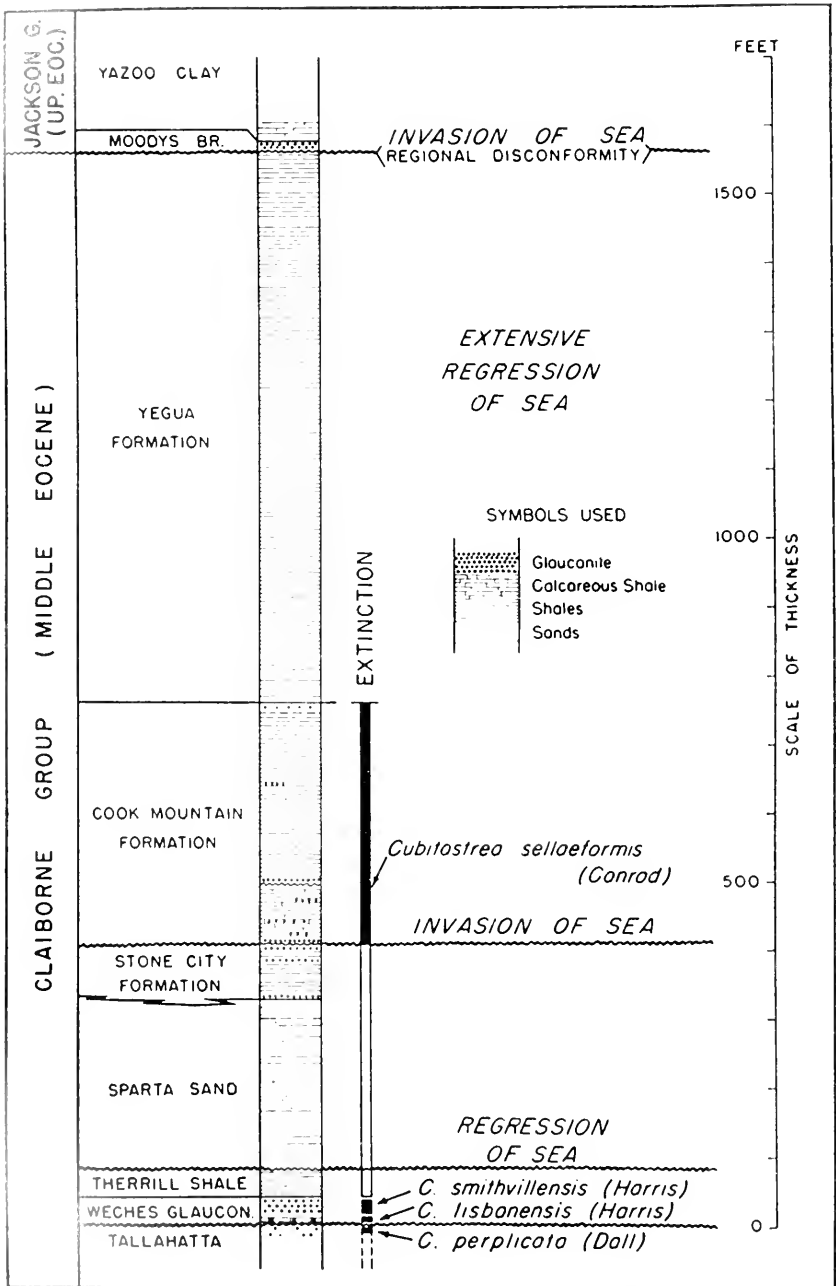 JACKSON G.
(UP. EOC.)
CLAIBORNE GROUP (MIDDLE EOCENE)
YAZOO CLAY
MOODYS BR.
YEGUA
FORMATION
COOK MOUNTAIN
FORMATION
STONE CITY
FORMATION
SPARTA SAND
THERRILL SHALE
WECHES GLAUCON.
TALLAHATTA
INVASION OF SEA
(REGIONAL DISCONFORMITY)
EXTENSIVE
REGRESSION
OF SEA
SYMBOLS USED
Glauconite
Calcareous Shale
Shales
Sands
EXTINCTION
Cubitostrea sellaeformis
(Conrad)
INVASION OF SEA
REGRESSION
OF SEA
C. smithvillensis (Harris)
C. lisbonensis (Harris)
C. perplicata (Dall)
FEET
1500
1000
500
0
SCALE OF THICKNESS